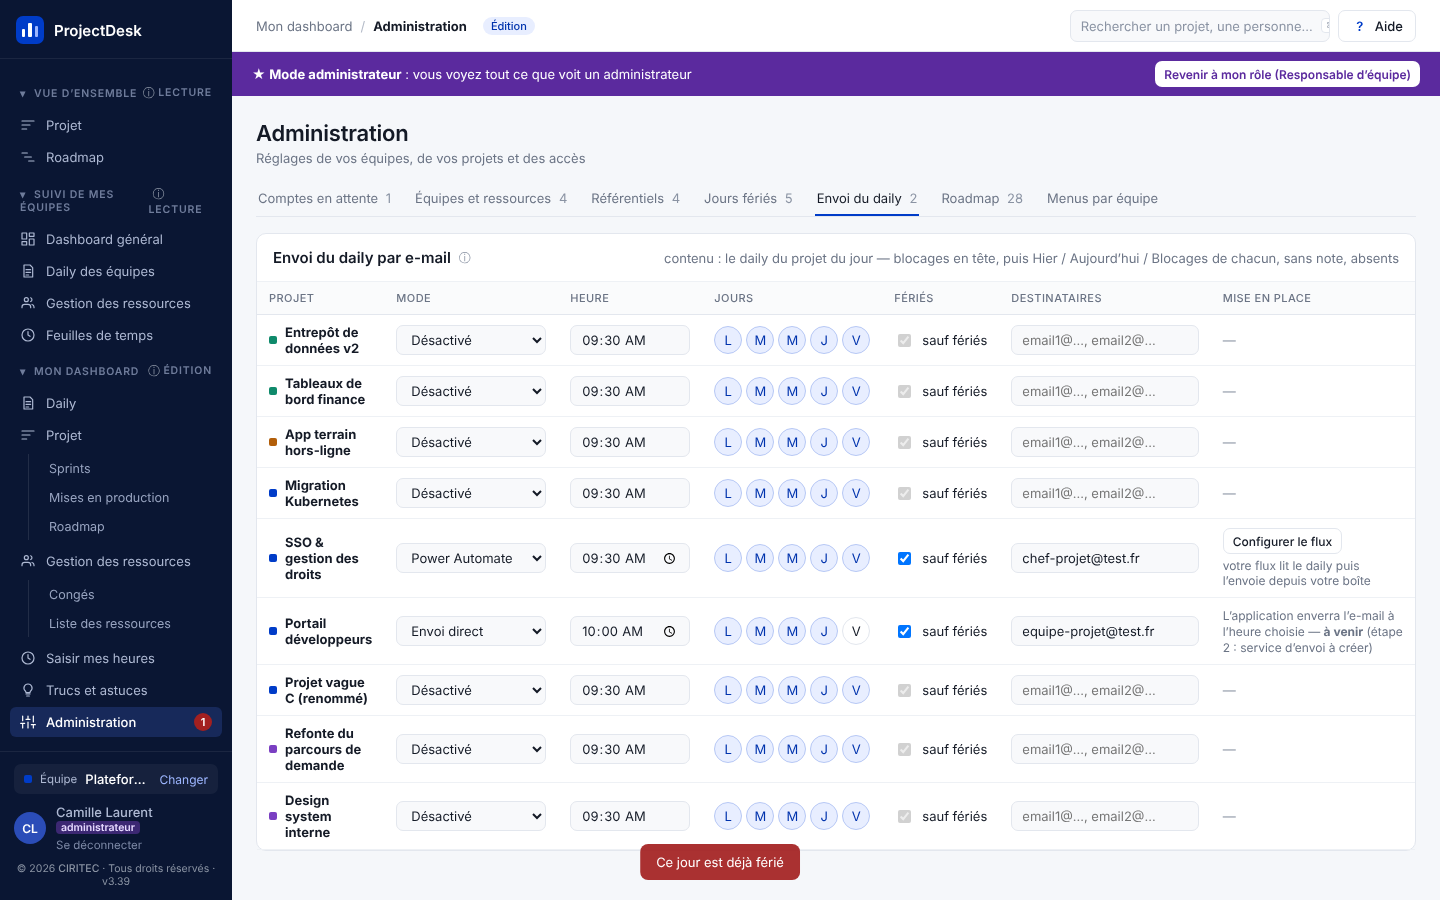 ProjectDesk
▾ VUE D’ENSEMBLE ⓘ LECTURE
Projet
Roadmap
▾ SUIVI DE MES ÉQUIPES ⓘ LECTURE
Dashboard général
Daily des équipes
Gestion des ressources
Feuilles de temps
▾ MON DASHBOARD ⓘ ÉDITION
Daily
Projet
Sprints
Mises en production
Roadmap
Gestion des ressources
Congés
Liste des ressources
Saisir mes heures
Trucs et astuces
Administration 1
Équipe Platefor... Changer
CL Camille Laurent
administrateur
Se déconnecter
© 2026 CIRITEC · Tous droits réservés ·
v3.39
Mon dashboard / Administration Édition
Rechercher un projet, une personne...
? Aide
★ Mode administrateur : vous voyez tout ce que voit un administrateur
Revenir à mon rôle (Responsable d’équipe)
Administration
Réglages de vos équipes, de vos projets et des accès
Comptes en attente 1 Équipes et ressources 4 Référentiels 4 Jours fériés 5 Envoi du daily 2 Roadmap 28 Menus par équipe
Envoi du daily par e-mail ⓘ
contenu : le daily du projet du jour — blocages en tête, puis Hier / Aujourd’hui / Blocages de chacun, sans note, absents
PROJET MODE HEURE JOURS FÉRIÉS DESTINATAIRES MISE EN PLACE
Entrepôt de
données v2
Désactivé 09:30 AM L M M J V sauf fériés email1@..., email2@... —
Tableaux de
bord finance
Désactivé 09:30 AM L M M J V sauf fériés email1@..., email2@... —
App terrain
hors-ligne
Désactivé 09:30 AM L M M J V sauf fériés email1@..., email2@... —
Migration
Kubernetes
Désactivé 09:30 AM L M M J V sauf fériés email1@..., email2@... —
SSO &
gestion des
droits
Power Automate 09:30 AM L M M J V sauf fériés chef-projet@test.fr
Configurer le flux
votre flux lit le daily puis
l’envoie depuis votre boîte
Portail
développeurs
Envoi direct 10:00 AM L M M J V sauf fériés equipe-projet@test.fr
L’application enverra l’e-mail à
l’heure choisie — à venir (étape
2 : service d’envoi à créer)
Projet vague
C (renommé)
Désactivé 09:30 AM L M M J V sauf fériés email1@..., email2@... —
Refonte du
parcours de
demande
Désactivé 09:30 AM L M M J V sauf fériés email1@..., email2@... —
Design
system
interne
Désactivé 09:30 AM L M M J V sauf fériés email1@..., email2@... —
Ce jour est déjà férié